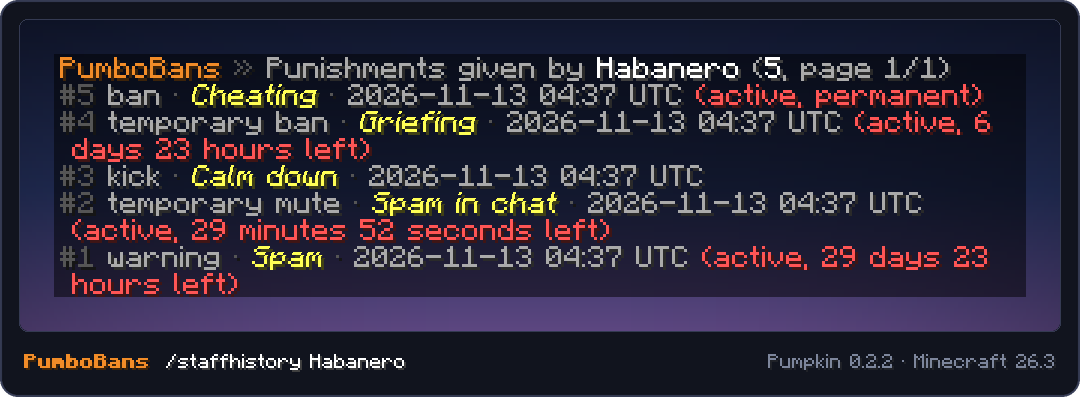 PumboBans » Punishments given by Habanero (5, page 1/1)
#5 ban · Cheating · 2026-11-13 04:37 UTC (active, permanent)
#4 temporary ban · Griefing · 2026-11-13 04:37 UTC (active, 6
days 23 hours left)
#3 kick · Calm down · 2026-11-13 04:37 UTC
#2 temporary mute · Spam in chat · 2026-11-13 04:37 UTC
(active, 29 minutes 52 seconds left)
#1 warning · Spam · 2026-11-13 04:37 UTC (active, 29 days 23
hours left)
PumboBans /staffhistory Habanero
Pumpkin 0.2.2 · Minecraft 26.3